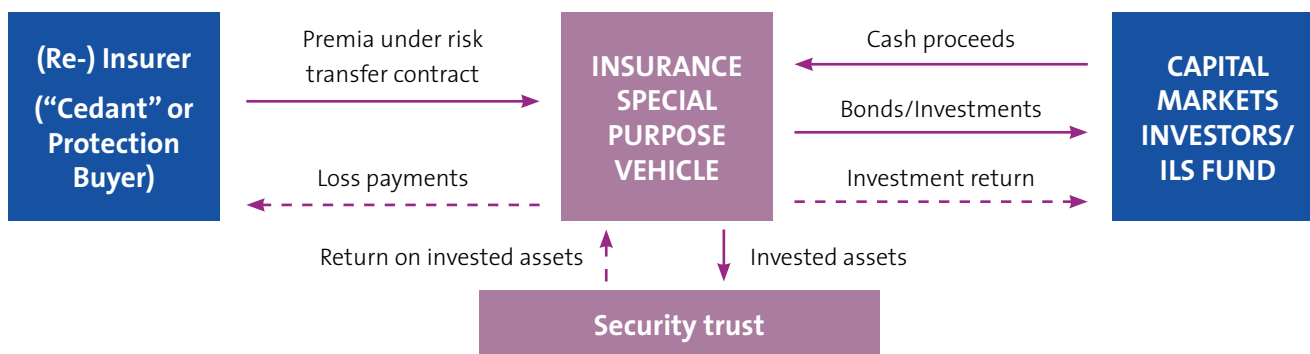 (Re-) Insurer
(“Cedant” or
Protection
Buyer)
Premia under risk
transfer contract
Loss payments
INSURANCE
SPECIAL
PURPOSE
VEHICLE
Cash proceeds
Bonds/Investments
Investment return
CAPITAL
MARKETS
INVESTORS/
ILS FUND
Return on invested assets
Invested assets
Security trust